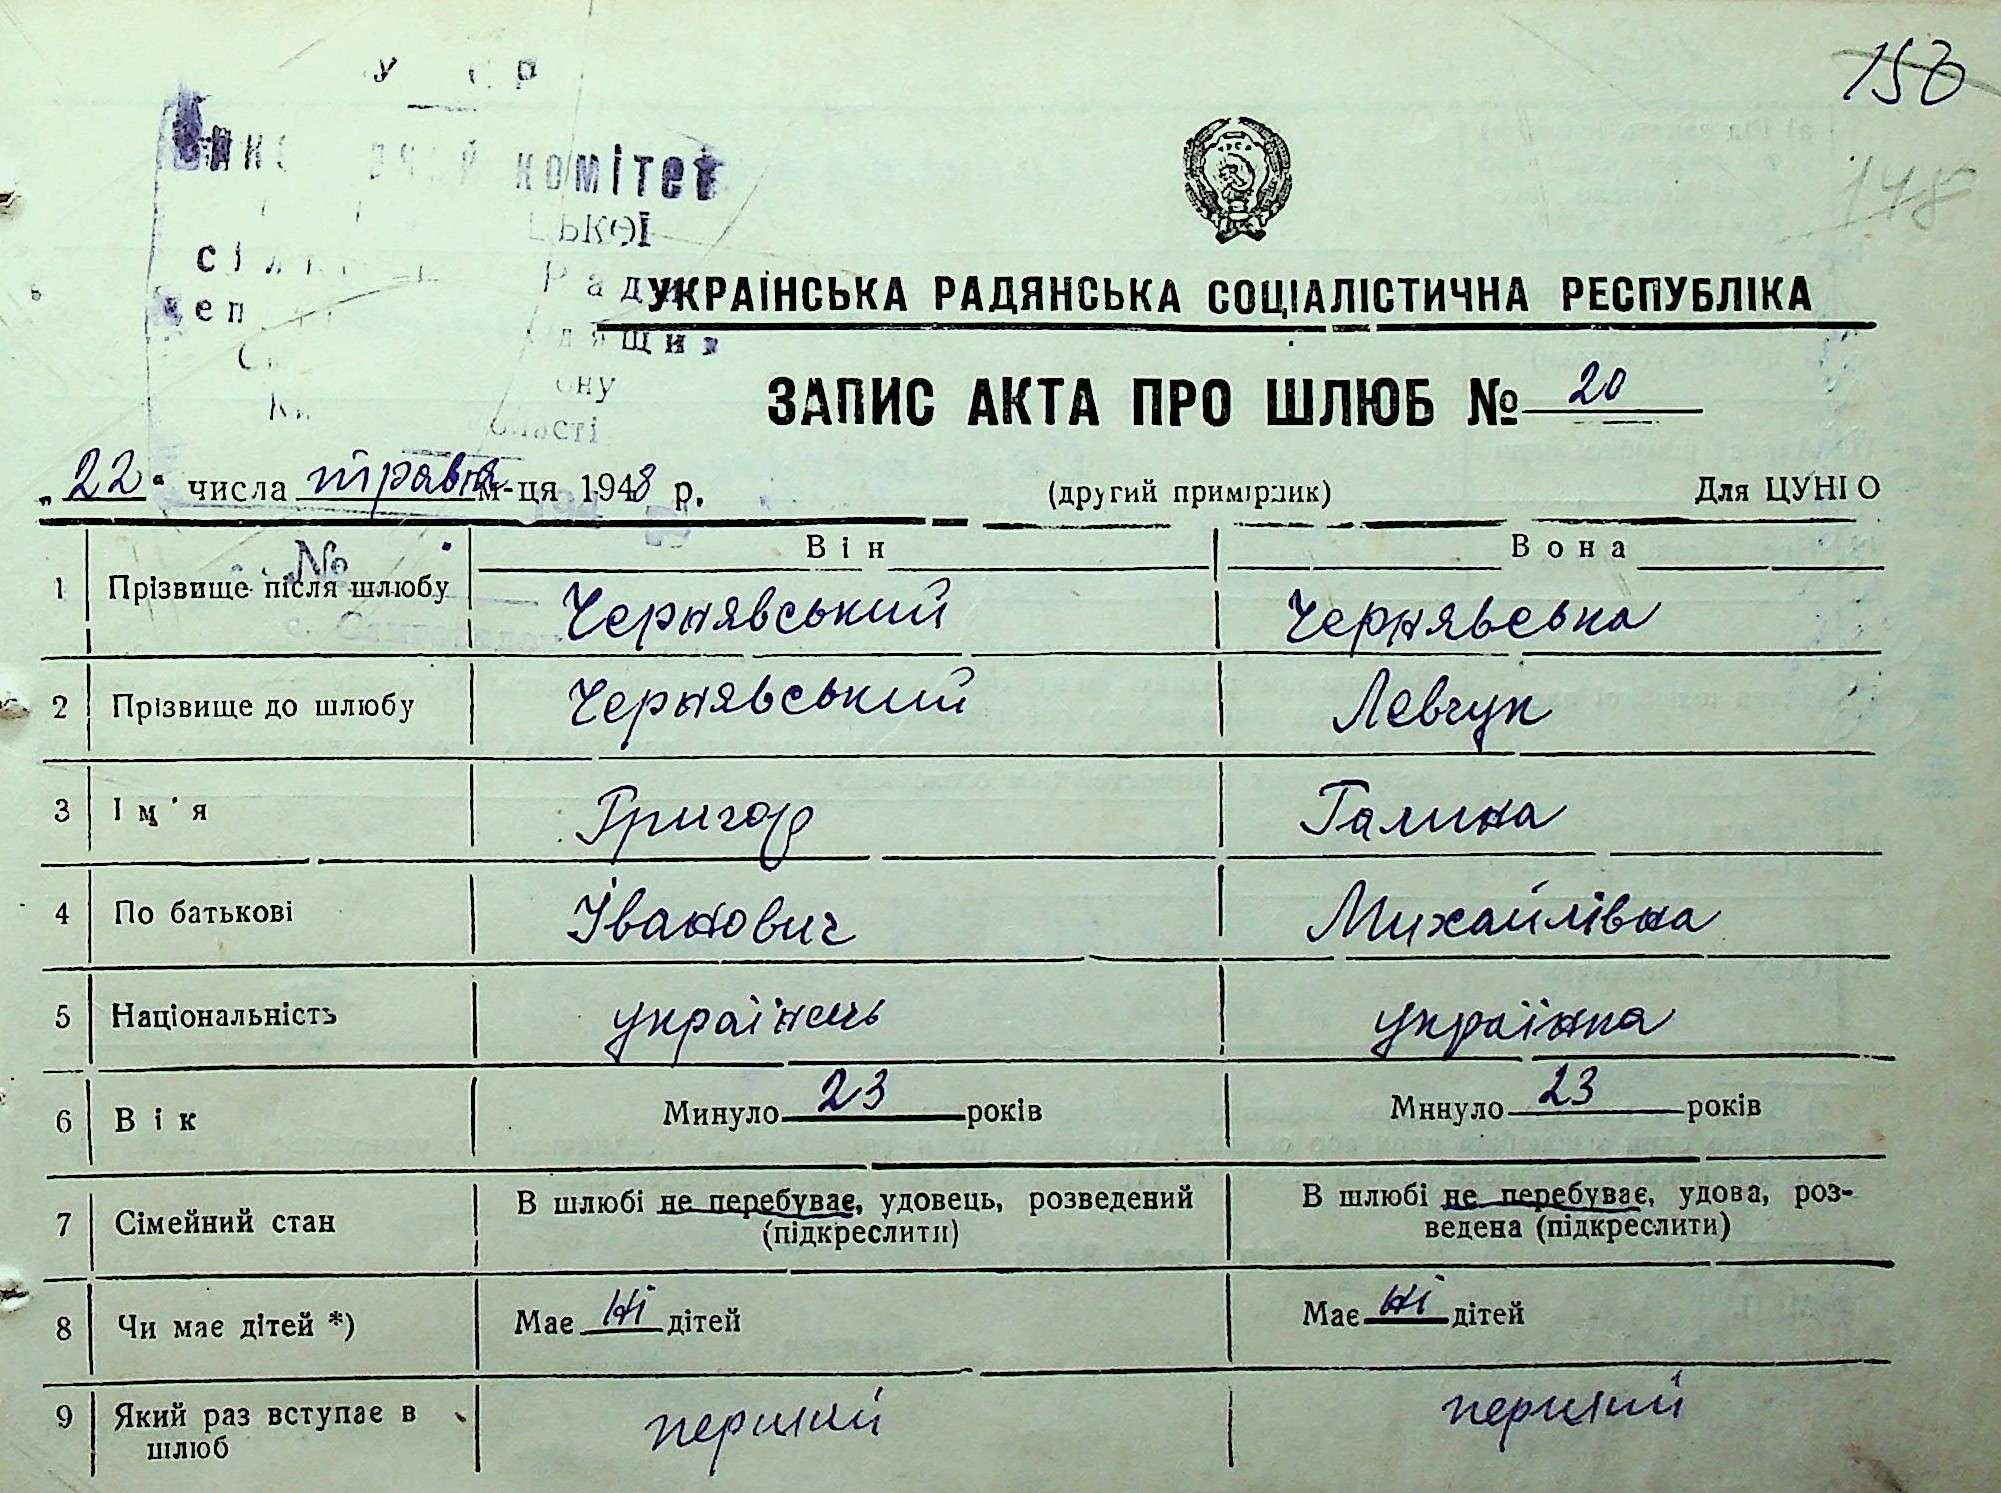 153
148
комітет
Ради
УКРАЇНСЬКА РАДЯНСЬКА СОЦІАЛІСТИЧНА РЕСПУБЛІКА
ЗАПИС АКТА ПРО ШЛЮБ № 20
„22“ числа травня м-ця 1948 р. (другий примірник) Для ЦУНГО
№
Він Вона
1 Прізвище після шлюбу Чернявський Чернявська
2 Прізвище до шлюбу Чернявський Левчук
3 Ім'я Григор Галина
4 По батькові Іванович Михайлівна
5 Національність українець українка
6 Вік Минуло 23 років Минуло 23 років
7 Сімейний стан В шлюбі не перебуває, удовець, розведений В шлюбі не перебуває, удова, роз-
(підкреслити) ведена (підкреслити)
8 Чи має дітей *) Має ні дітей Має ні дітей
9 Який раз вступає в перший перший
шлюб